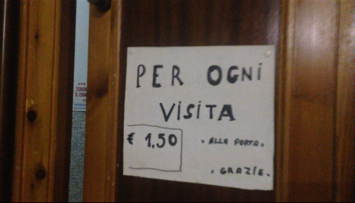 PER OGNI
VISITA
€ 1,50
• ALLA PORTA •
• GRAZIE •